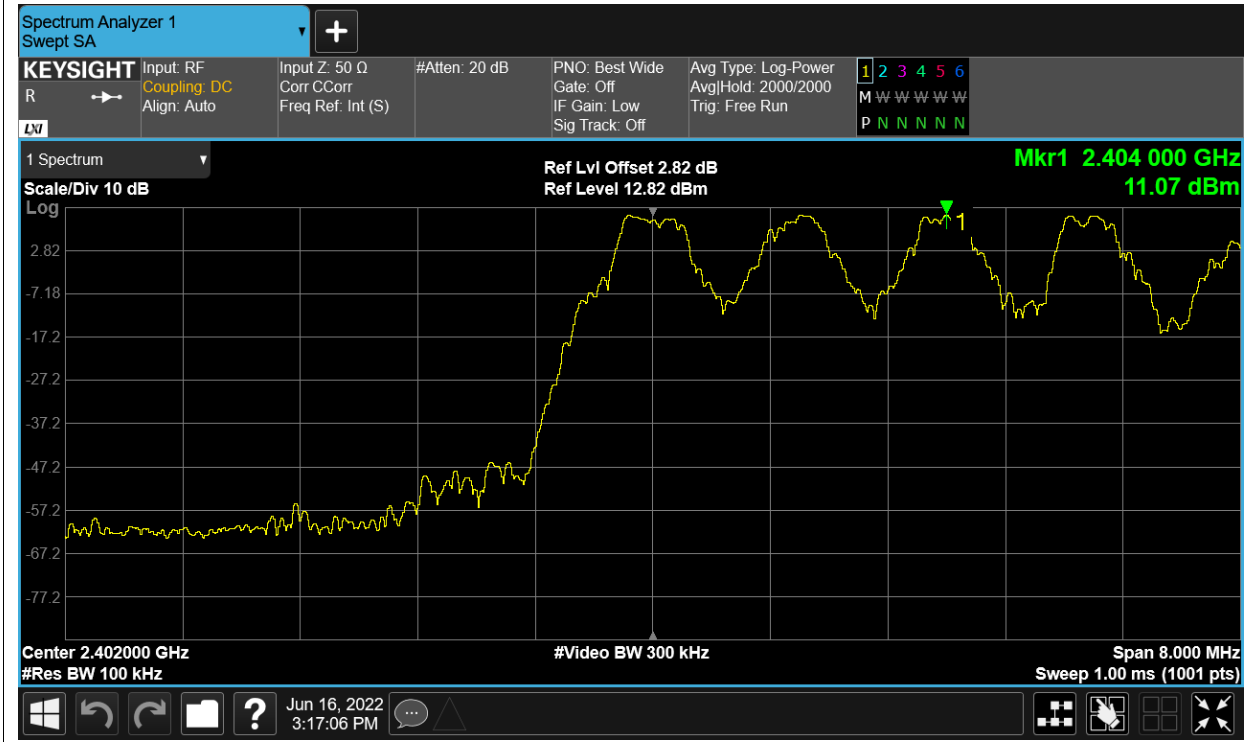 Spectrum Analyzer 1
Swept SA
+
KEYSIGHT
R
LXI
Input: RF
Coupling: DC
Align: Auto
Input Z: 50 Ω
Corr CCorr
Freq Ref: Int (S)
#Atten: 20 dB
PNO: Best Wide
Gate: Off
IF Gain: Low
Sig Track: Off
Avg Type: Log-Power
Avg|Hold: 2000/2000
Trig: Free Run
1 2 3 4 5 6
M W W W W W
P N N N N N
1 Spectrum
Scale/Div 10 dB
Ref Lvl Offset 2.82 dB
Ref Level 12.82 dBm
Mkr1 2.404 000 GHz
11.07 dBm
Log
1
2.82
-7.18
-17.2
-27.2
-37.2
-47.2
-57.2
-67.2
-77.2
Center 2.402000 GHz
#Video BW 300 kHz
Span 8.000 MHz
#Res BW 100 kHz
Sweep 1.00 ms (1001 pts)
?
Jun 16, 2022
3:17:06 PM